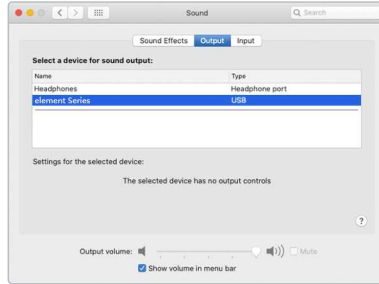 Sound
Search
Sound Effects Output Input
Select a device for sound output:
Name Type
Headphones Headphone port
element Series USB
Settings for the selected device:
The selected device has no output controls
?
Output volume: Mute
Show volume in menu bar